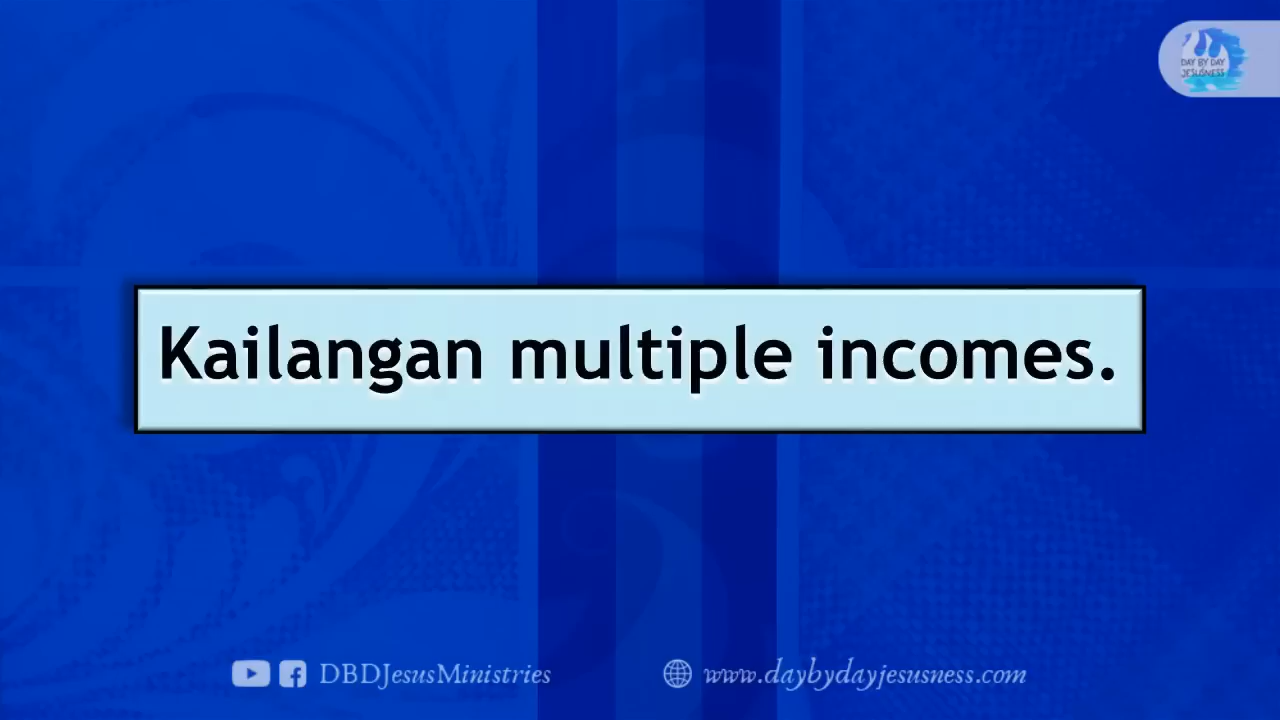 DAY BY DAY
JESUSNESS
Kailangan multiple incomes.
DBDJesusMinistries
www.daybydayjesusness.com